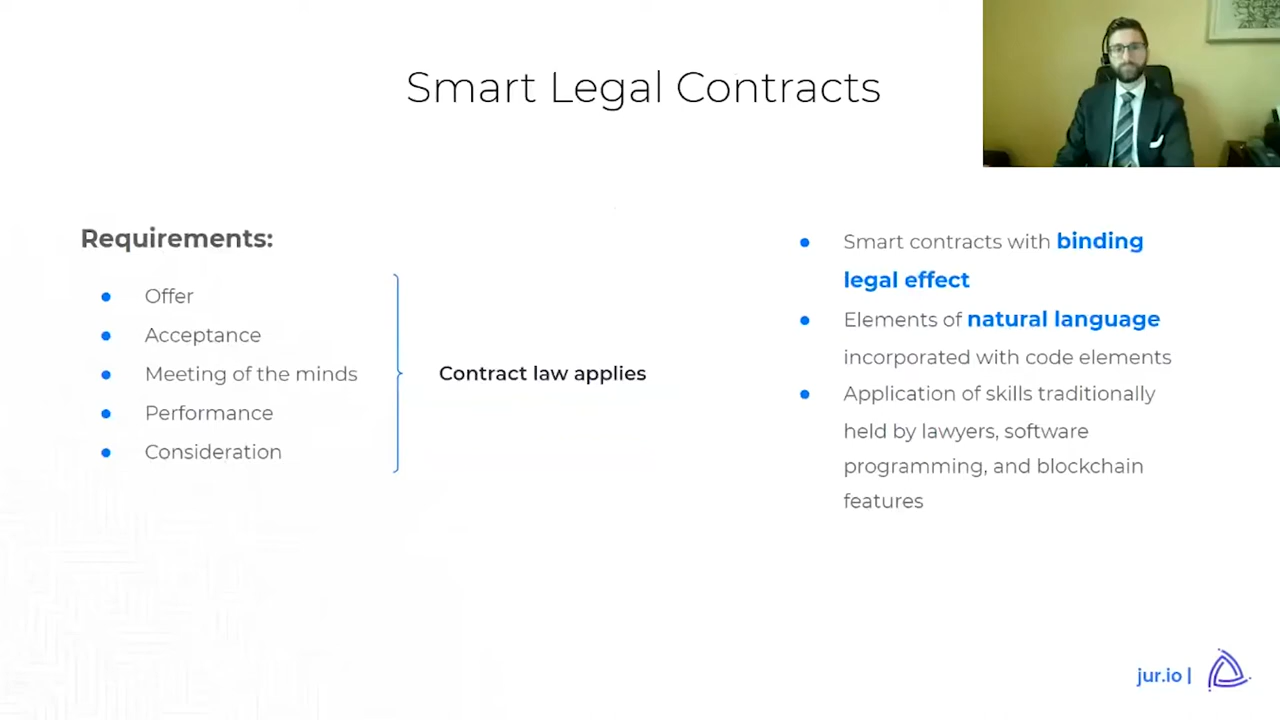 Smart Legal Contracts
Requirements:
Offer
Acceptance
Meeting of the minds
Performance
Consideration
Contract law applies
Smart contracts with binding
legal effect
Elements of natural language
incorporated with code elements
Application of skills traditionally
held by lawyers, software
programming, and blockchain
features
jur.io |